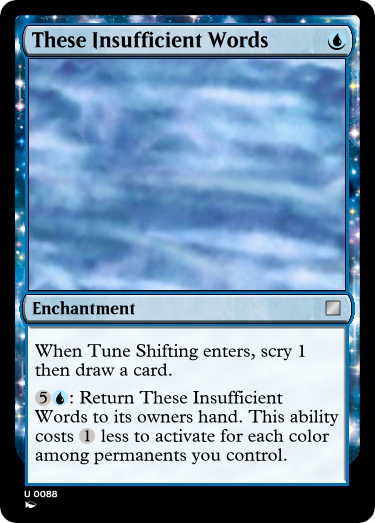 These Insufficient Words
Enchantment
When Tune Shifting enters, scry 1
then draw a card.
5: Return These Insufficient
Words to its owners hand. This ability
costs 1 less to activate for each color
among permanents you control.
U 0088